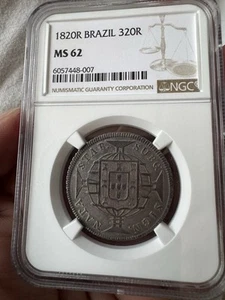 1820R BRAZIL 320R
MS 62
6057448-007
NUMISMATIC GUARANTY CORPORATION
NGC